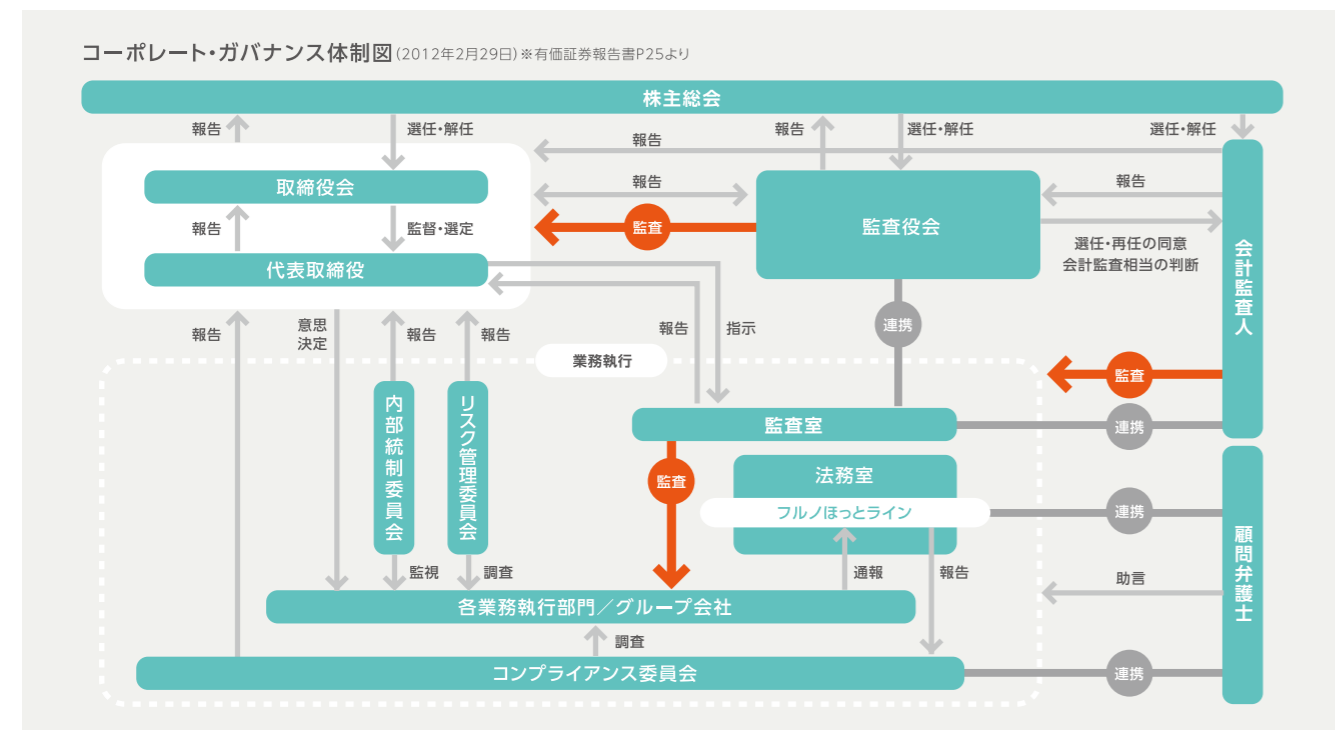 コーポレート・ガバナンス体制図(2012年2月29日)※有価証券報告書P25より
株主総会
報告
選任・解任
報告
報告
選任・解任
選任・解任
取締役会
報告
監査役会
報告
報告
監督・選定
監査
選任・再任の同意
会計監査相当の判断
代表取締役
会計監査人
報告
意思
決定
報告
報告
報告
指示
連携
業務執行
監査
内部統制委員会
リスク管理委員会
監査室
連携
監査
法務室
フルノほっとライン
連携
顧問弁護士
監視
調査
通報
報告
助言
各業務執行部門／グループ会社
調査
コンプライアンス委員会
連携